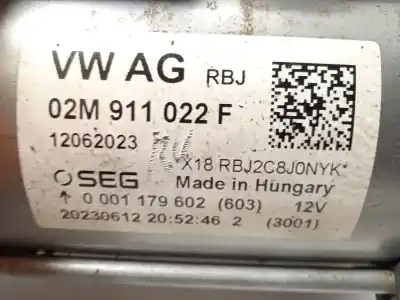 VW AG RBJ
02M 911 022 F
12062023
X18 RBJ2C8J0NYK*
SEG Made in Hungary
↑ 0 001 179 602 (603) 12V
20230612 20:52:46 2 (3001)